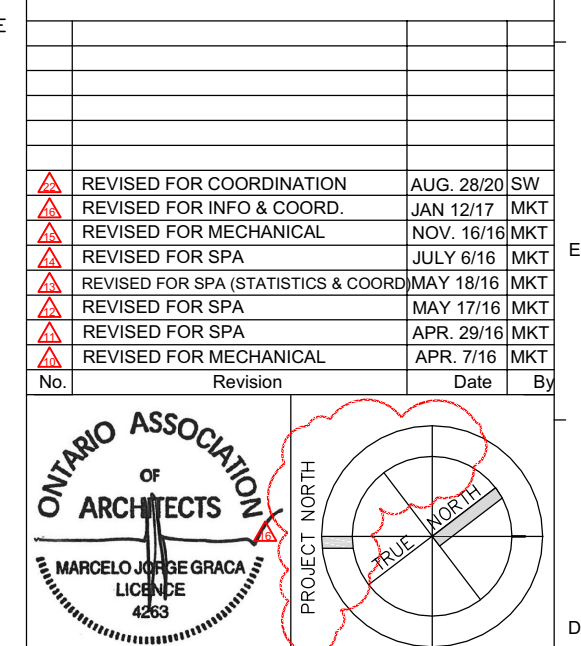 E
22 REVISED FOR COORDINATION AUG. 28/20 SW
16 REVISED FOR INFO & COORD. JAN 12/17 MKT
15 REVISED FOR MECHANICAL NOV. 16/16 MKT
E
14 REVISED FOR SPA JULY 6/16 MKT
13 REVISED FOR SPA (STATISTICS & COORD) MAY 18/16 MKT
12 REVISED FOR SPA MAY 17/16 MKT
11 REVISED FOR SPA APR. 29/16 MKT
10 REVISED FOR MECHANICAL APR. 7/16 MKT
No. Revision Date By
ONTARIO ASSOCIATION
OF
ARCHITECTS
MARCELO JORGE GRACA
LICENCE
4263
16
PROJECT NORTH
TRUE NORTH
D